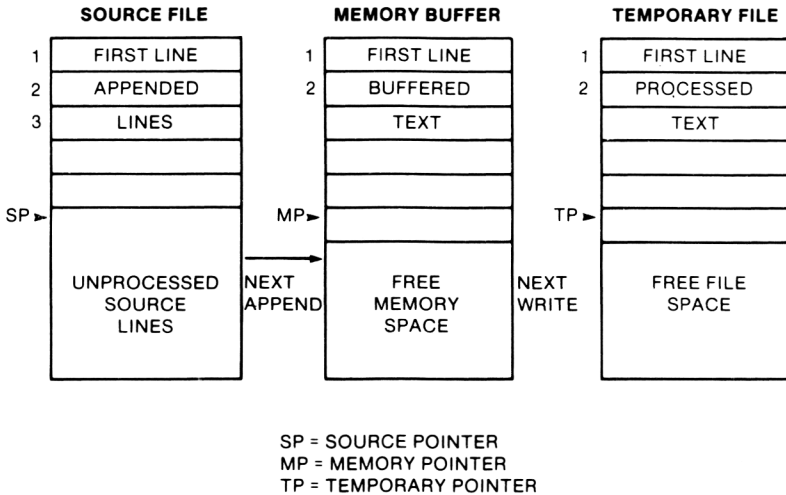 SOURCE FILE
MEMORY BUFFER
TEMPORARY FILE
1 FIRST LINE
2 APPENDED
3 LINES
SP
UNPROCESSED
SOURCE
LINES
NEXT
APPEND
1 FIRST LINE
2 BUFFERED
TEXT
MP
FREE
MEMORY
SPACE
NEXT
WRITE
1 FIRST LINE
2 PROCESSED
TEXT
TP
FREE FILE
SPACE
SP = SOURCE POINTER
MP = MEMORY POINTER
TP = TEMPORARY POINTER